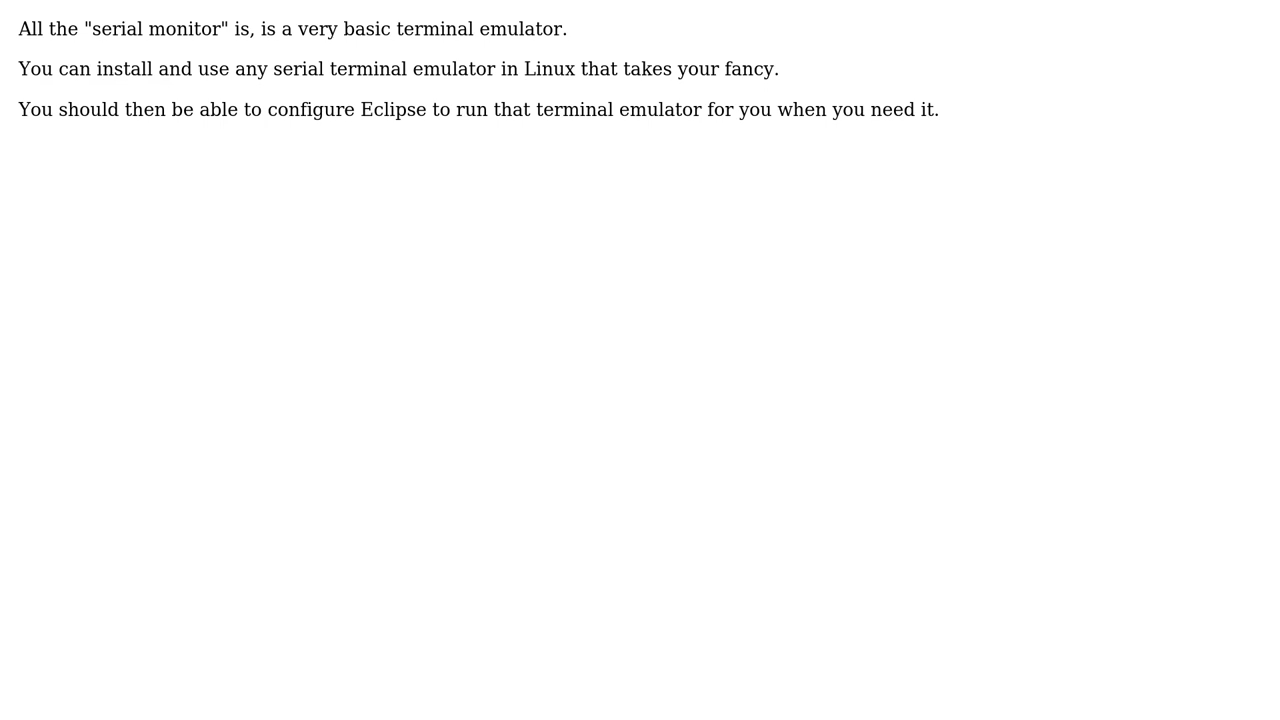 All the "serial monitor" is, is a very basic terminal emulator.
You can install and use any serial terminal emulator in Linux that takes your fancy.
You should then be able to configure Eclipse to run that terminal emulator for you when you need it.